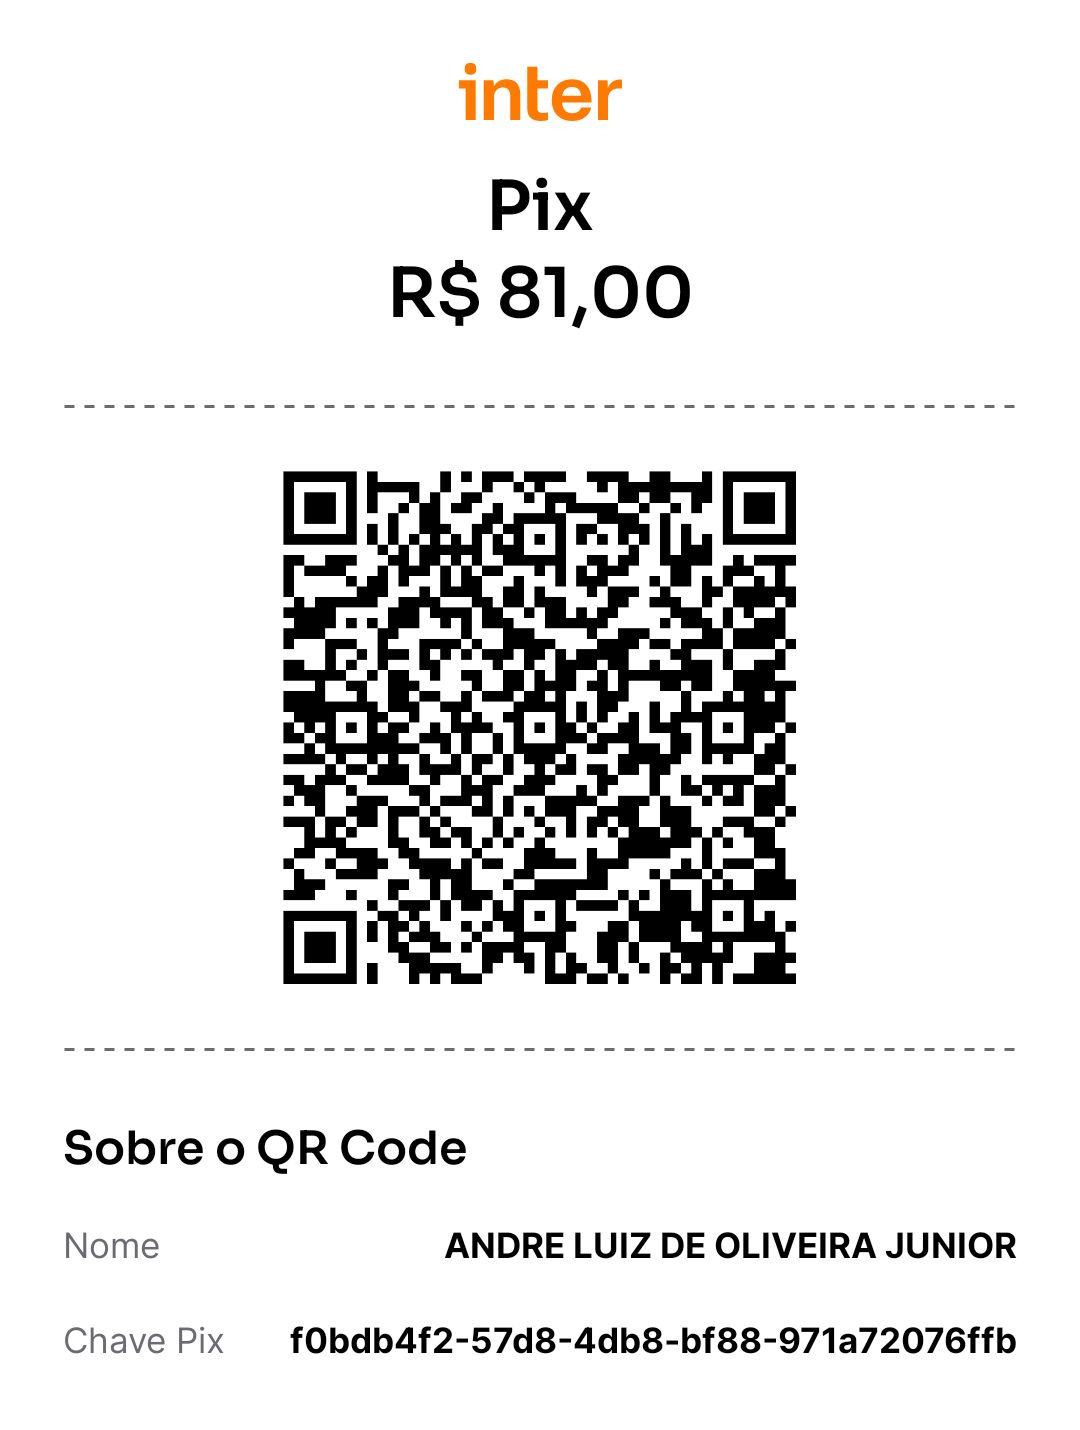 inter
Pix
R$ 81,00
Sobre o QR Code
Nome ANDRE LUIZ DE OLIVEIRA JUNIOR
Chave Pix f0bdb4f2-57d8-4db8-bf88-971a72076ffb